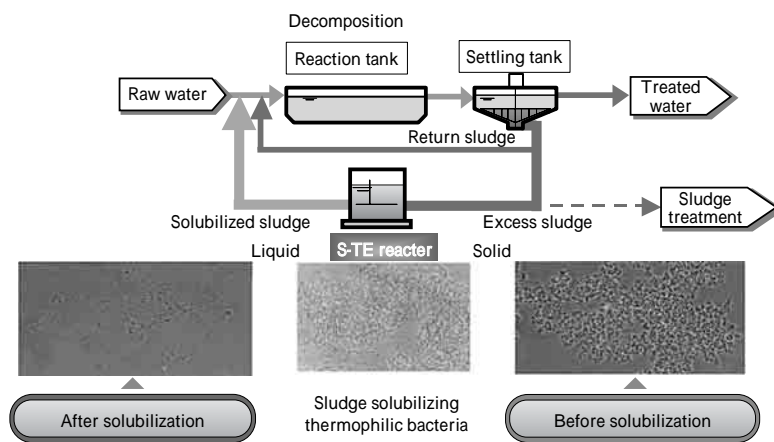 Decomposition
Reaction tank
Settling tank
Raw water
Treated
water
Return sludge
Solubilized sludge
Excess sludge
Sludge
treatment
Liquid
S-TE reacter
Solid
After solubilization
Sludge solubilizing
thermophilic bacteria
Before solubilization